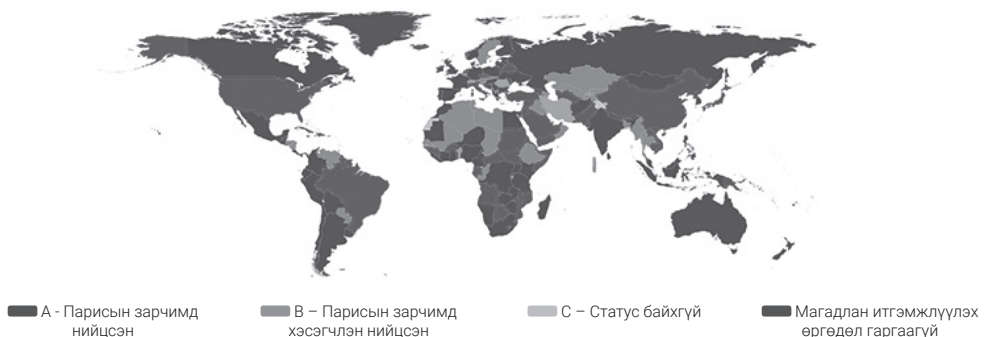 А - Парисын зарчимд
нийцсэн
В – Парисын зарчимд
хэсэгчлэн нийцсэн
С – Статус байхгүй
Магадлан итгэмжлүүлэх
өргөдөл гаргаагүй